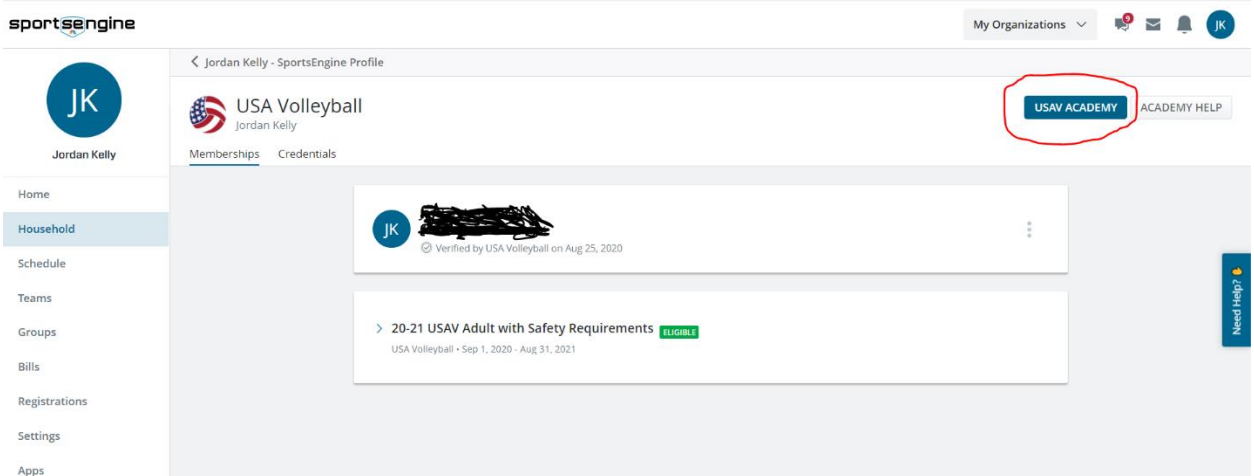 sportsengine
My Organizations
9
JK
JK
Jordan Kelly
Home
Household
Schedule
Teams
Groups
Bills
Registrations
Settings
Apps
Jordan Kelly - SportsEngine Profile
USA Volleyball
Jordan Kelly
USAV ACADEMY
ACADEMY HELP
Memberships Credentials
JK
Verified by USA Volleyball on Aug 25, 2020
20-21 USAV Adult with Safety Requirements ELIGIBLE
USA Volleyball • Sep 1, 2020 - Aug 31, 2021
Need Help?